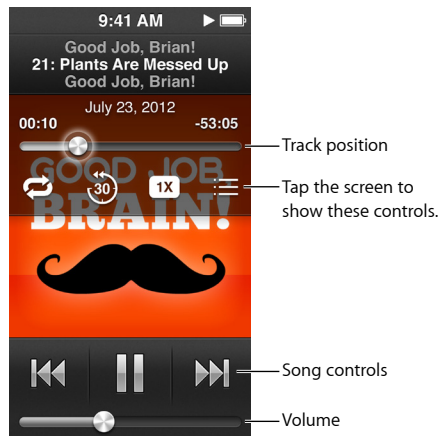 9:41 AM
Good Job, Brian!
21: Plants Are Messed Up
Good Job, Brian!
July 23, 2012
00:10 -53:05
Track position
GOOD JOB
30 1X
Tap the screen to
show these controls.
BRAIN!
Song controls
Volume